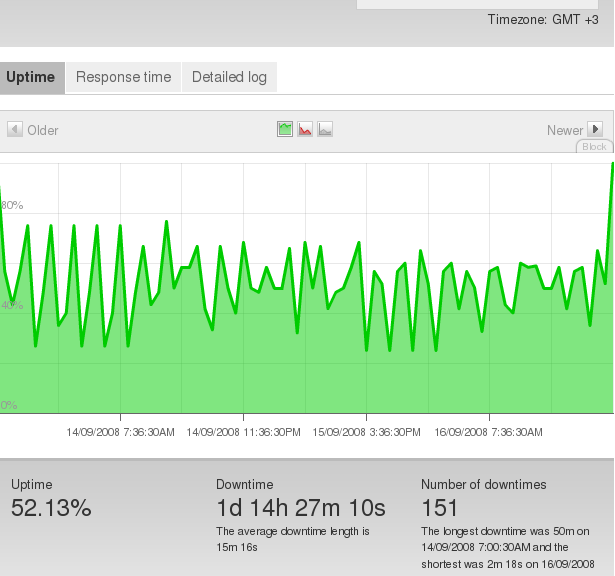 Timezone: GMT +3
Uptime Response time Detailed log
Older Newer
Block
80%
40%
0%
14/09/2008 7:36:30AM 14/09/2008 11:36:30PM 15/09/2008 3:36:30PM 16/09/2008 7:36:30AM
Uptime
52.13%
Downtime
1d 14h 27m 10s
The average downtime length is
15m 16s
Number of downtimes
151
The longest downtime was 50m on
14/09/2008 7:00:30AM and the
shortest was 2m 18s on 16/09/2008